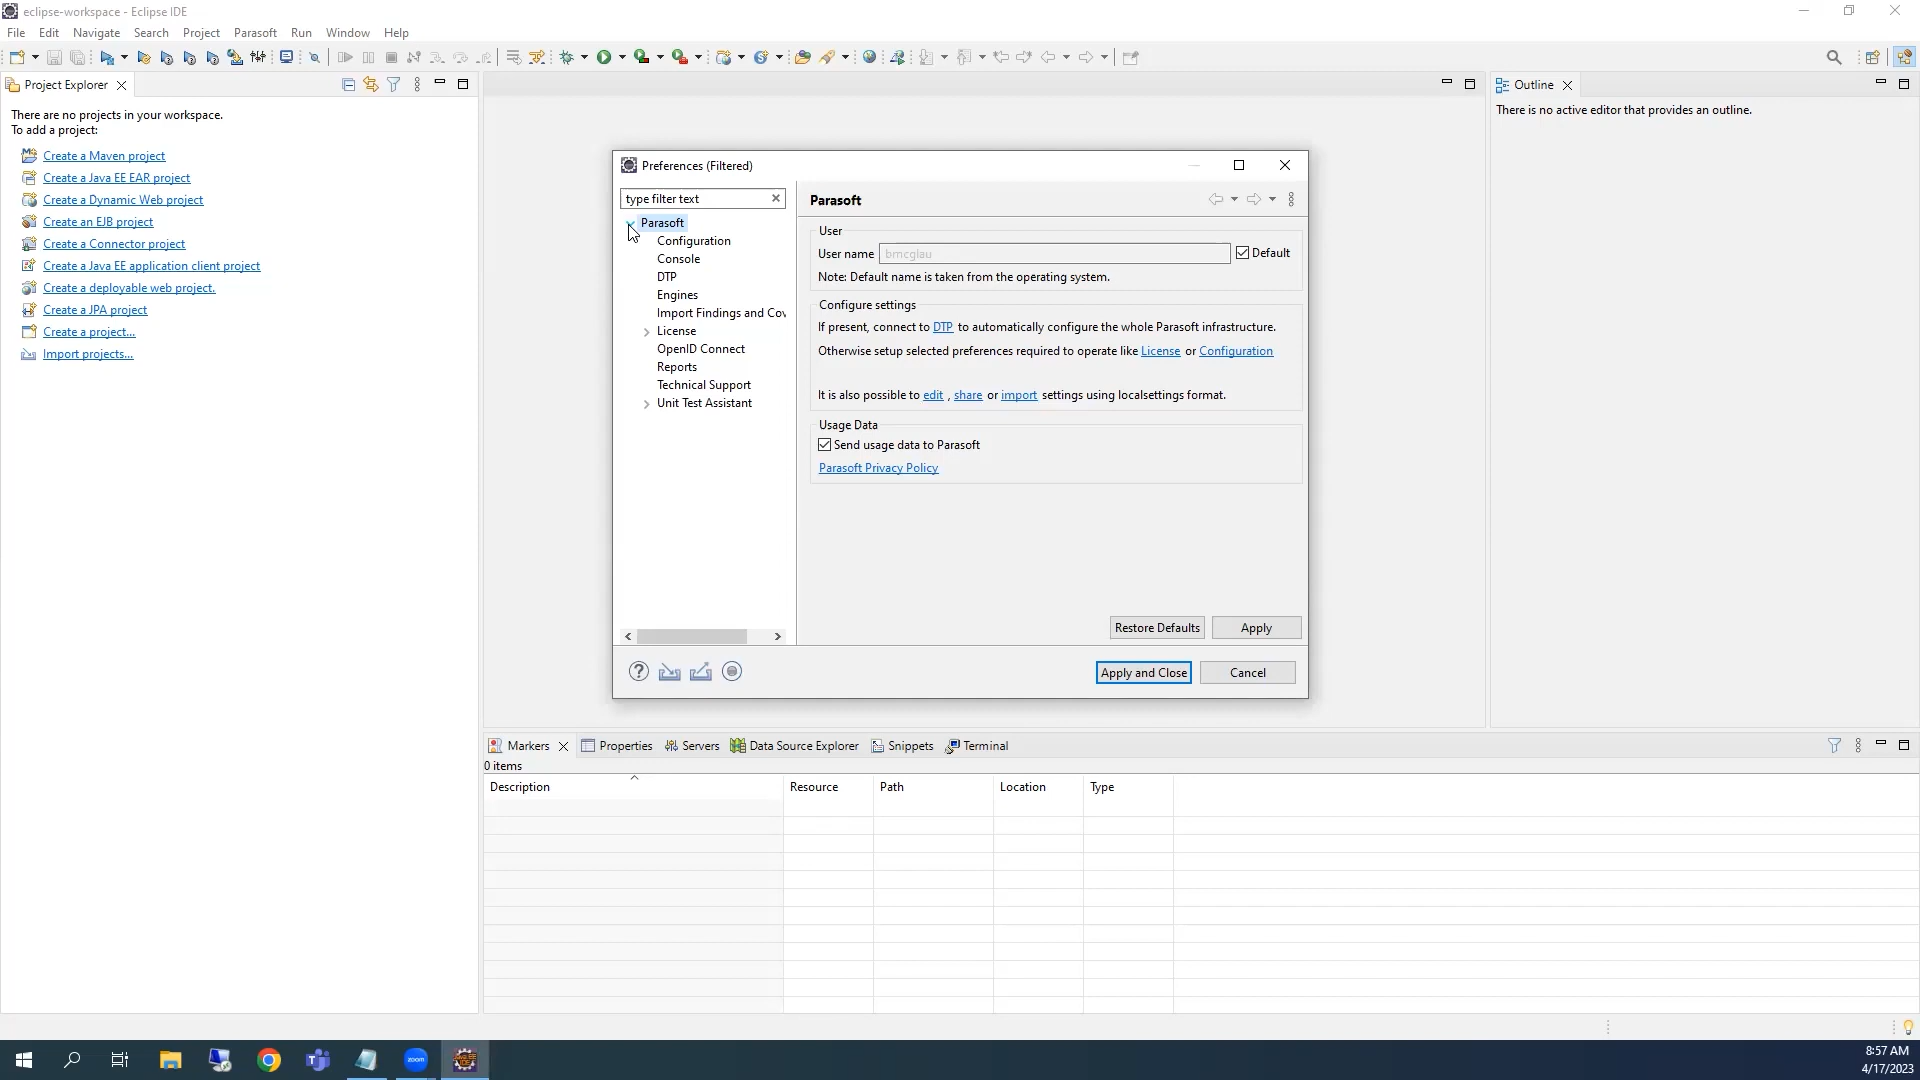 eclipse-workspace - Eclipse IDE
File Edit Navigate Search Project Parasoft Run Window Help
Project Explorer
There are no projects in your workspace.
To add a project:
Create a Maven project
Create a Java EE EAR project
Create a Dynamic Web project
Create an EJB project
Create a Connector project
Create a Java EE application client project
Create a deployable web project.
Create a JPA project
Create a project...
Import projects...
Outline
There is no active editor that provides an outline.
Preferences (Filtered)
type filter text
Parasoft
Configuration
Console
DTP
Engines
Import Findings and Cov
License
OpenID Connect
Reports
Technical Support
Unit Test Assistant
Parasoft
User
User name bmcglau Default
Note: Default name is taken from the operating system.
Configure settings
If present, connect to DTP to automatically configure the whole Parasoft infrastructure.
Otherwise setup selected preferences required to operate like License or Configuration
It is also possible to edit , share or import settings using localsettings format.
Usage Data
Send usage data to Parasoft
Parasoft Privacy Policy
Restore Defaults Apply
Apply and Close Cancel
Markers Properties Servers Data Source Explorer Snippets Terminal
0 items
Description Resource Path Location Type
zoom
8:57 AM
4/17/2023